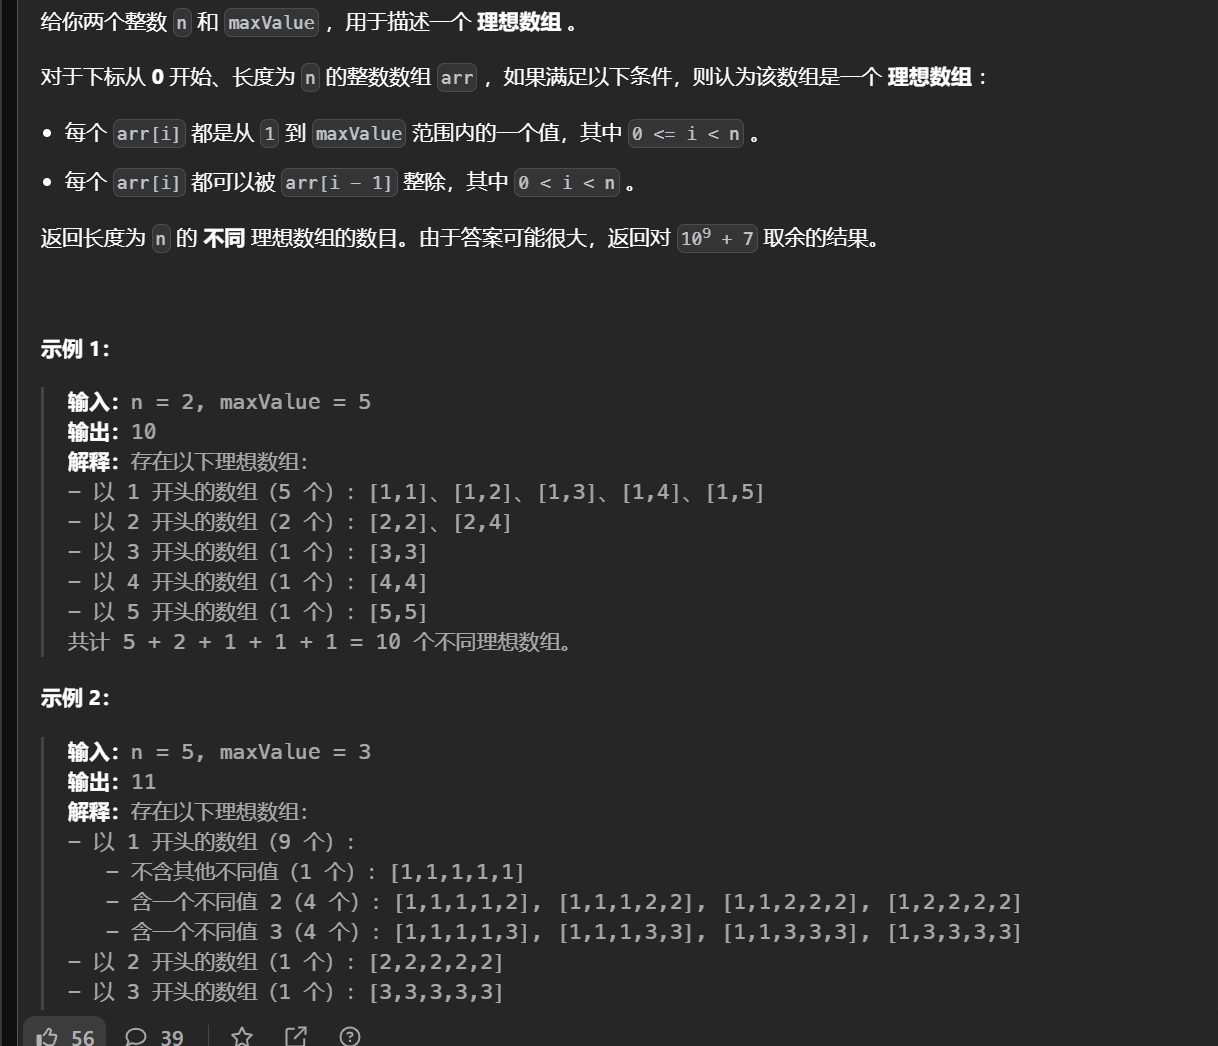 给你两个整数 n 和 maxValue ，用于描述一个 理想数组 。
对于下标从 0 开始、长度为 n 的整数数组 arr ，如果满足以下条件，则认为该数组是一个 理想数组 ：
• 每个 arr[i] 都是从 1 到 maxValue 范围内的一个值，其中 0 <= i < n 。
• 每个 arr[i] 都可以被 arr[i - 1] 整除，其中 0 < i < n 。
返回长度为 n 的 不同 理想数组的数目。由于答案可能很大，返回对 10⁹ + 7 取余的结果。
示例 1：
输入：n = 2, maxValue = 5
输出：10
解释：存在以下理想数组：
- 以 1 开头的数组（5 个）：[1,1]、[1,2]、[1,3]、[1,4]、[1,5]
- 以 2 开头的数组（2 个）：[2,2]、[2,4]
- 以 3 开头的数组（1 个）：[3,3]
- 以 4 开头的数组（1 个）：[4,4]
- 以 5 开头的数组（1 个）：[5,5]
共计 5 + 2 + 1 + 1 + 1 = 10 个不同理想数组。
示例 2：
输入：n = 5, maxValue = 3
输出：11
解释：存在以下理想数组：
- 以 1 开头的数组（9 个）：
- 不含其他不同值（1 个）：[1,1,1,1,1]
- 含一个不同值 2（4 个）：[1,1,1,1,2], [1,1,1,2,2], [1,1,2,2,2], [1,2,2,2,2]
- 含一个不同值 3（4 个）：[1,1,1,1,3], [1,1,1,3,3], [1,1,3,3,3], [1,3,3,3,3]
- 以 2 开头的数组（1 个）：[2,2,2,2,2]
- 以 3 开头的数组（1 个）：[3,3,3,3,3]
56 39